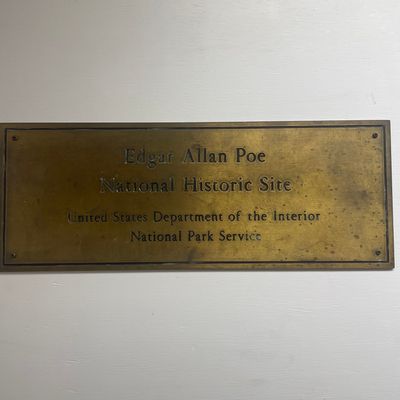 Edgar Allan Poe
National Historic Site
United States Department of the Interior
National Park Service